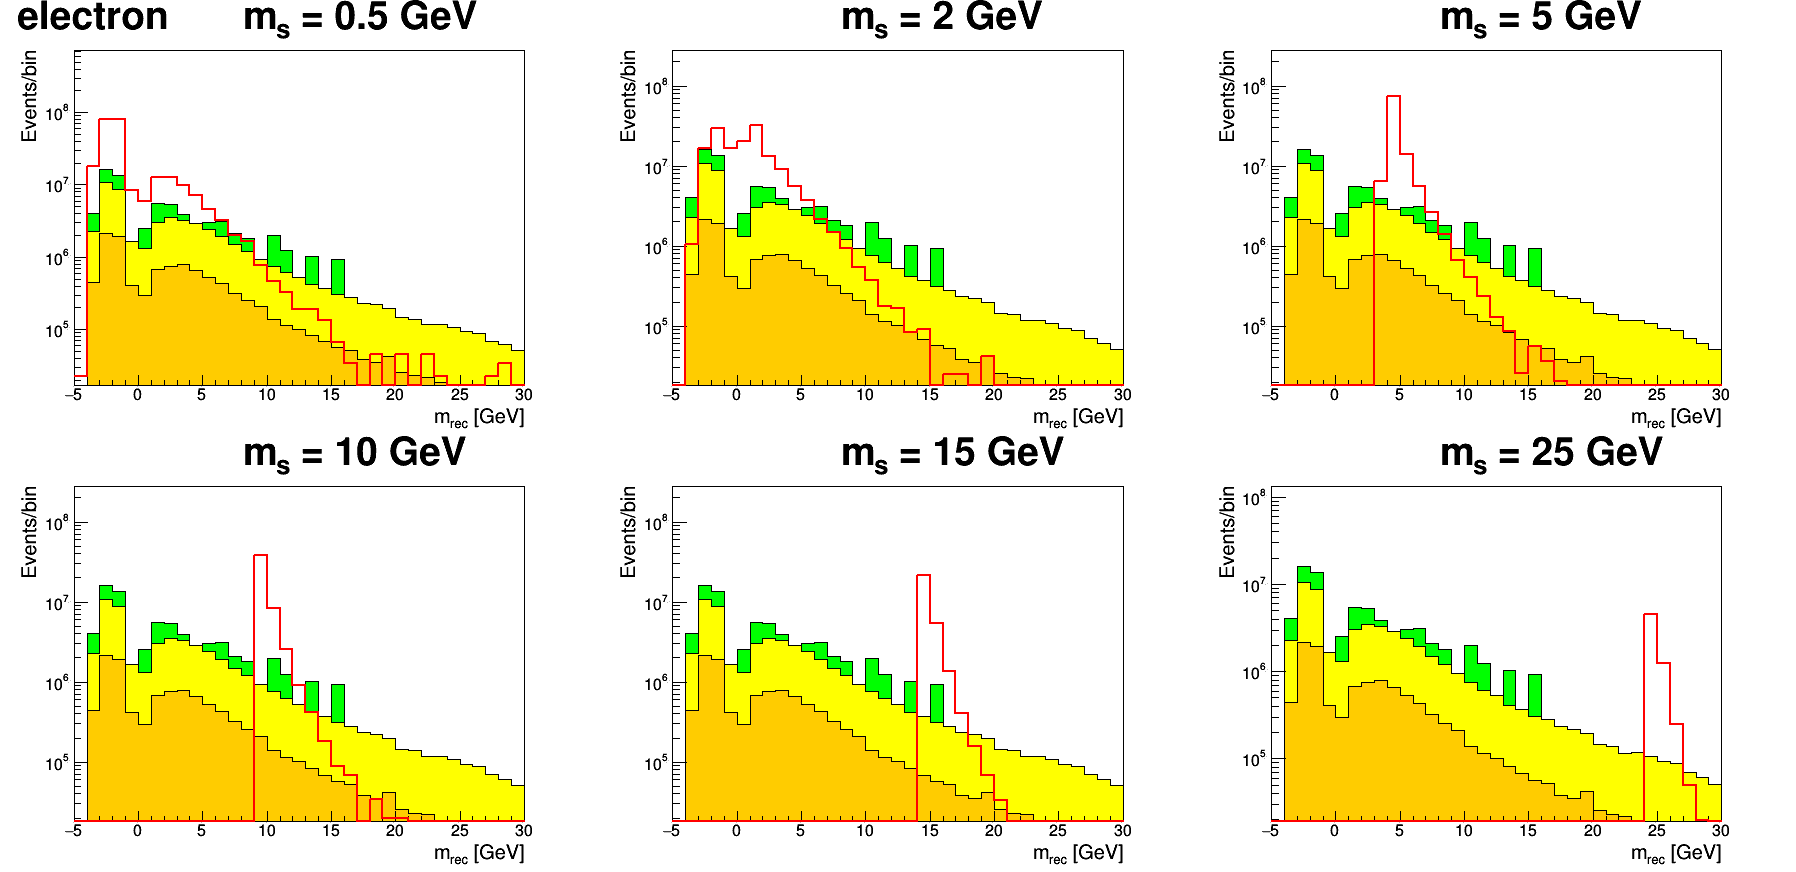 electron m_s = 0.5 GeV
Events/bin
10^8
10^7
10^6
10^5
−5 0 5 10 15 20 25 30
m_rec [GeV]
m_s = 2 GeV
Events/bin
10^8
10^7
10^6
10^5
−5 0 5 10 15 20 25 30
m_rec [GeV]
m_s = 5 GeV
Events/bin
10^8
10^7
10^6
10^5
−5 0 5 10 15 20 25 30
m_rec [GeV]
m_s = 10 GeV
Events/bin
10^8
10^7
10^6
10^5
−5 0 5 10 15 20 25 30
m_rec [GeV]
m_s = 15 GeV
Events/bin
10^8
10^7
10^6
10^5
−5 0 5 10 15 20 25 30
m_rec [GeV]
m_s = 25 GeV
Events/bin
10^8
10^7
10^6
10^5
−5 0 5 10 15 20 25 30
m_rec [GeV]